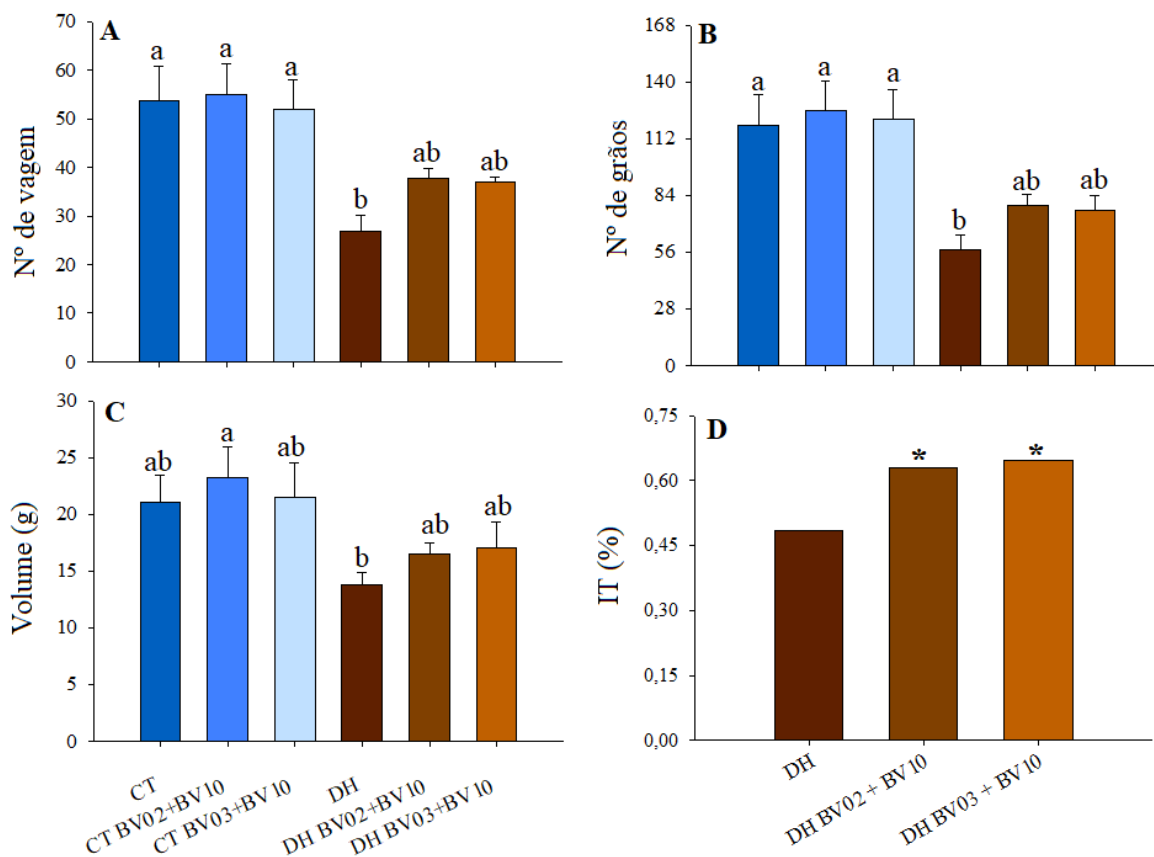 A
Nº de vagem
70
60
50
40
30
20
10
0
a
a
a
b
ab
ab
B
Nº de grãos
168
140
112
84
56
28
0
a
a
a
b
ab
ab
C
Volume (g)
30
25
20
15
10
5
0
ab
a
ab
b
ab
ab
CT
CT BV02+BV10
CT BV03+BV10
DH
DH BV02+BV10
DH BV03+BV10
D
IT (%)
0,75
0,60
0,45
0,30
0,15
0,00
*
*
DH
DH BV02 + BV10
DH BV03 + BV10